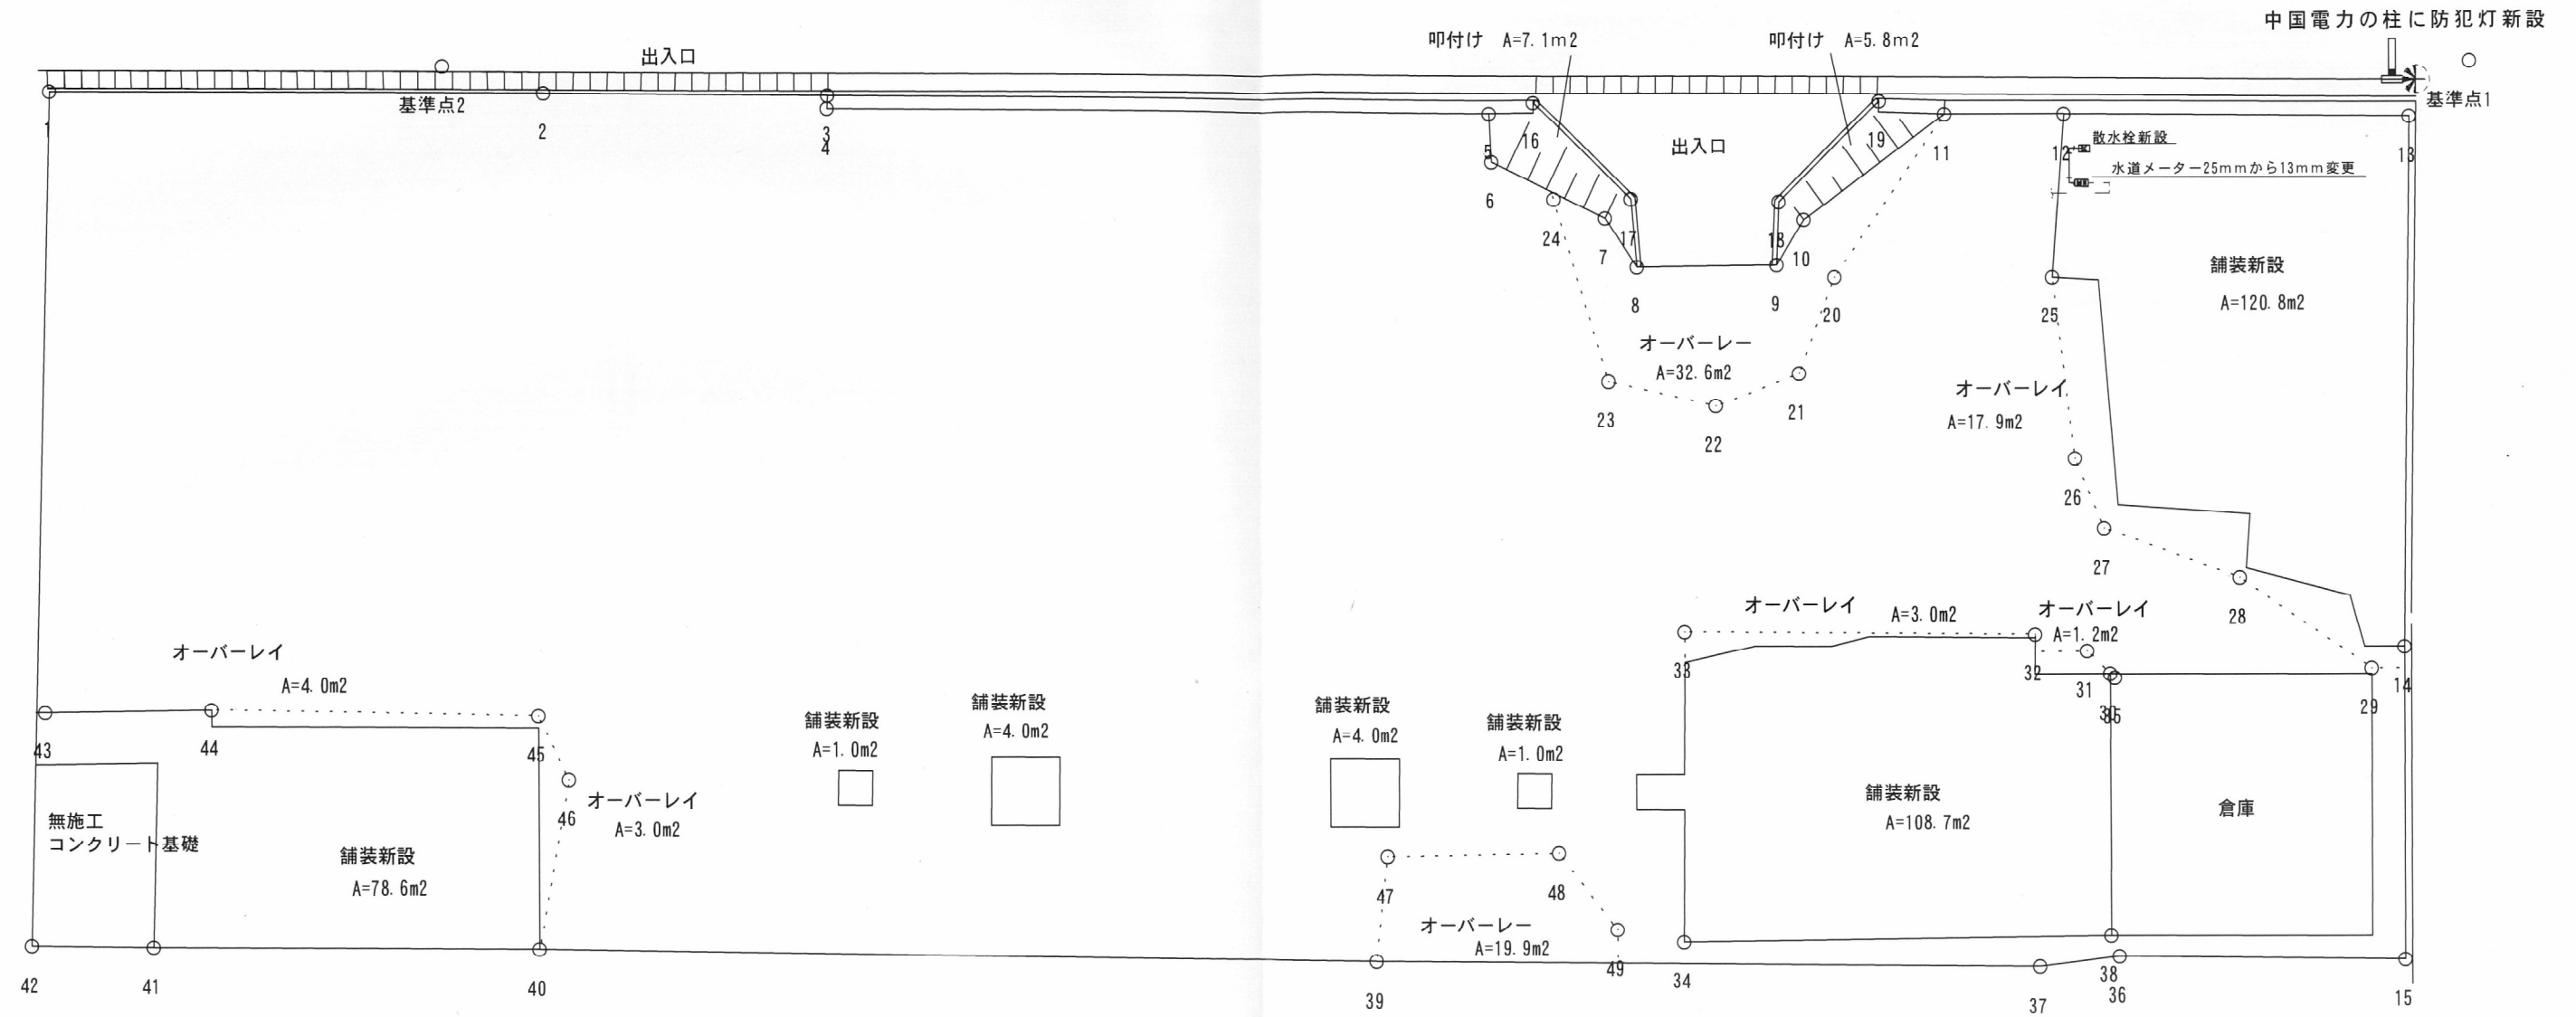 中国電力の柱に防犯灯新設
叩付け A=7.1m2
叩付け A=5.8m2
出入口
基準点2
基準点1
1
2
3
4
5
16
出入口
19
11
12
散水栓新設
13
水道メーター25mmから13mm変更
6
24
7
17
18
10
8
9
20
25
舗装新設
A=120.8m2
オーバーレー
A=32.6m2
23
22
21
オーバーレイ
A=17.9m2
26
27
28
オーバーレイ
A=3.0m2
オーバーレイ
A=1.2m2
33
32
31
30
35
29
14
オーバーレイ
A=4.0m2
43
44
45
46
オーバーレイ
A=3.0m2
舗装新設
A=1.0m2
舗装新設
A=4.0m2
舗装新設
A=4.0m2
舗装新設
A=1.0m2
無施工
コンクリート基礎
舗装新設
A=78.6m2
舗装新設
A=108.7m2
倉庫
47
48
オーバーレー
A=19.9m2
49
42
41
40
39
34
37
38
36
15